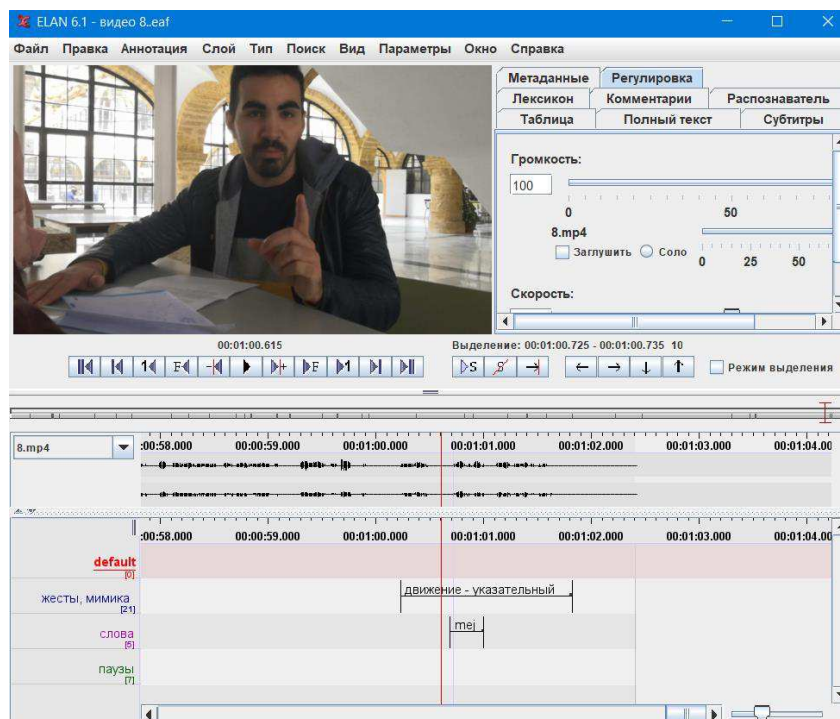 ELAN 6.1 - видео 8..eaf
Файл Правка Аннотация Слой Тип Поиск Вид Параметры Окно Справка
Метаданные Регулировка
Лексикон Комментарии Распознаватель
Таблица Полный текст Субтитры
Громкость:
100
0 50
8.mp4
Заглушить Соло
0 25 50
Скорость:
00:01:00.615
Выделение: 00:01:00.725 - 00:01:00.735 10
Режим выделения
8.mp4
:00:58.000 00:00:59.000 00:01:00.000 00:01:01.000 00:01:02.000 00:01:03.000 00:01:04.00
:00:58.000 00:00:59.000 00:01:00.000 00:01:01.000 00:01:02.000 00:01:03.000 00:01:04.0
default
[0]
жесты, мимика
[21]
движение - указательный
слова
mej
паузы
[7]